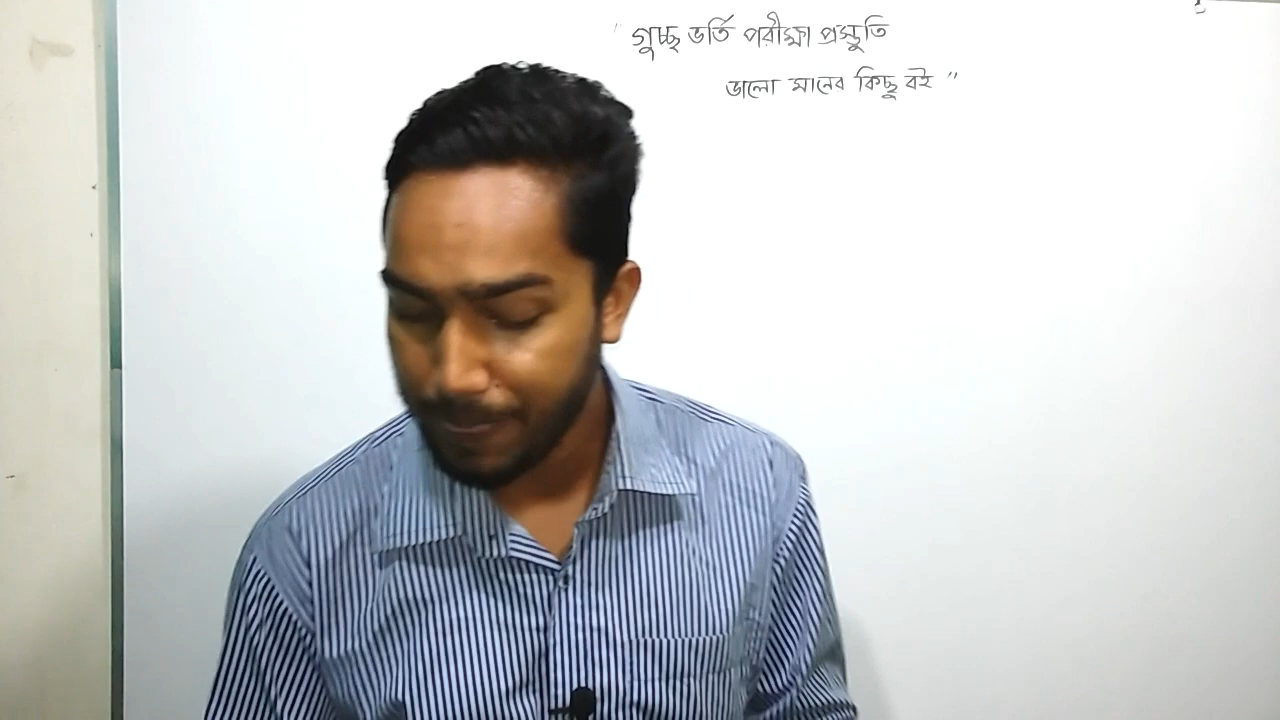 " গুচ্ছ ভর্তি পরীক্ষা প্রস্তুতি
ভালো মানের কিছু বই "